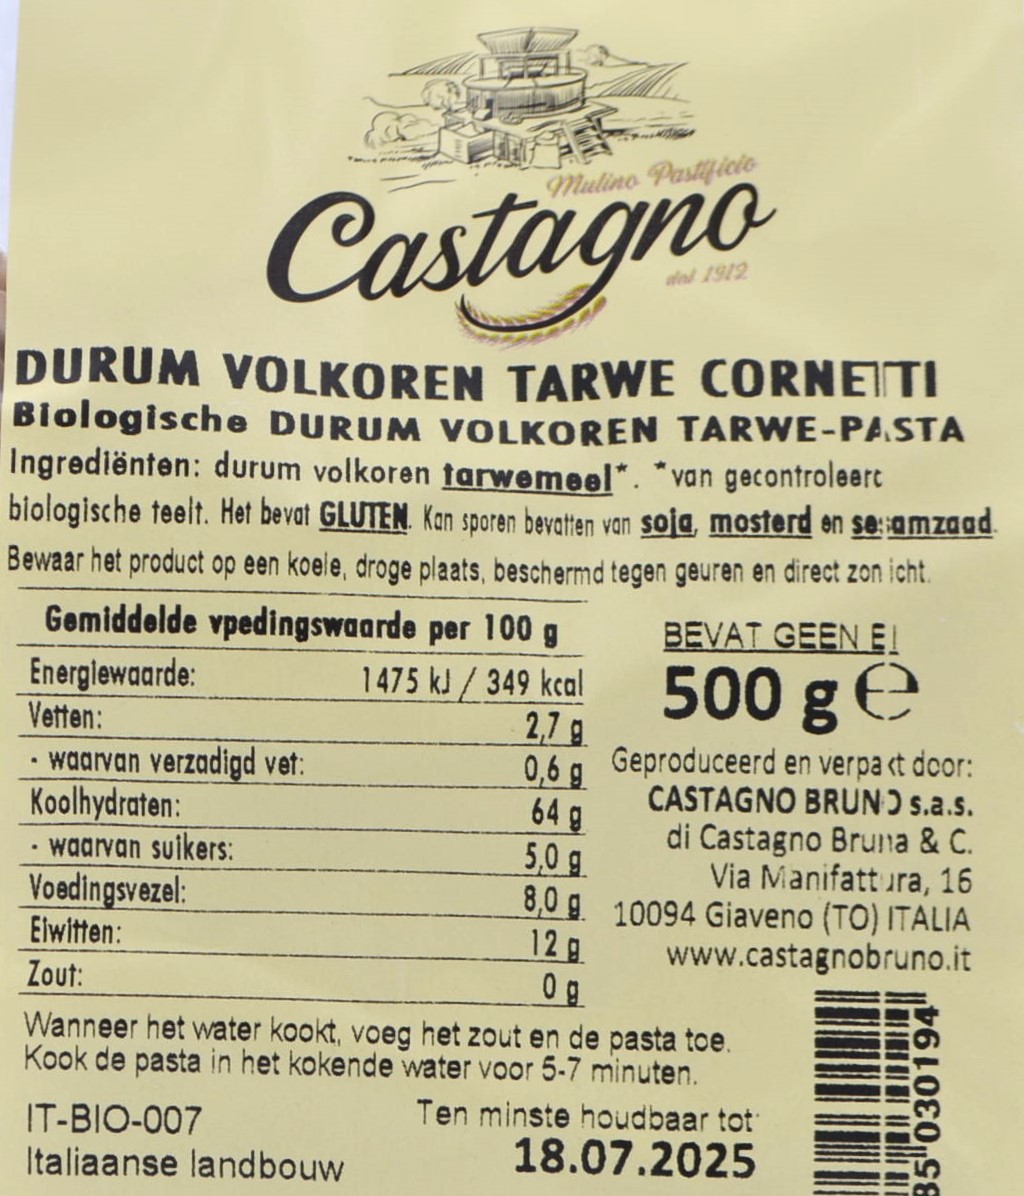 Mulino Pastificio
Castagno
dal 1912
DURUM VOLKOREN TARWE CORNETTI
Biologische DURUM VOLKOREN TARWE-PASTA
Ingrediënten: durum volkoren tarwemeel*. *van gecontroleerc
biologische teelt. Het bevat GLUTEN. Kan sporen bevatten van soja, mosterd en sesamzaad.
Bewaar het product op een koele, droge plaats, beschermd tegen geuren en direct zonlicht.
Gemiddelde vpedingswaarde per 100 g
Energiewaarde: 1475 kJ / 349 kcal
Vetten: 2,7 g
- waarvan verzadigd vet: 0,6 g
Koolhydraten: 64 g
- waarvan suikers: 5,0 g
Voedingsvezel: 8,0 g
Eiwitten: 12 g
Zout: 0 g
BEVAT GEEN EI
500 g ℮
Geproduceerd en verpakt door:
CASTAGNO BRUNO s.a.s.
di Castagno Bruna & C.
Via Manifattura, 16
10094 Giaveno (TO) ITALIA
www.castagnobruno.it
Wanneer het water kookt, voeg het zout en de pasta toe.
Kook de pasta in het kokende water voor 5-7 minuten.
IT-BIO-007
Italiaanse landbouw
Ten minste houdbaar tot
18.07.2025
85 030194